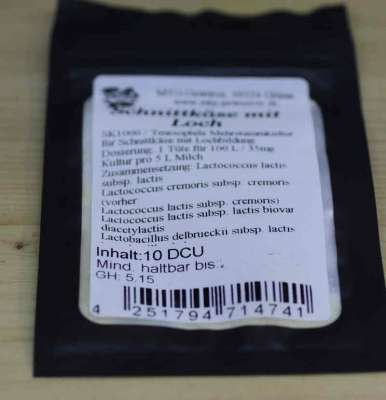 Schnittkäse mit
Loch
SK1000 / Mehrstammkultur
für Schnittkäse mit Lochbildung
Dosierung: 1 Tüte für 100 L / 35mg
Kultur pro 5 L Milch
Zusammensetzung: Lactococcus lactis
subsp. lactis
Lactococcus cremoris subsp. cremoris
(vorher
Lactococcus lactis subsp. cremoris)
Lactococcus lactis subsp. lactis biovar
diacetylactis
Lactobacillus delbrueckii subsp. lactis
Inhalt:10 DCU
Mind. haltbar bis
GH: 5.15
4 251794 714741